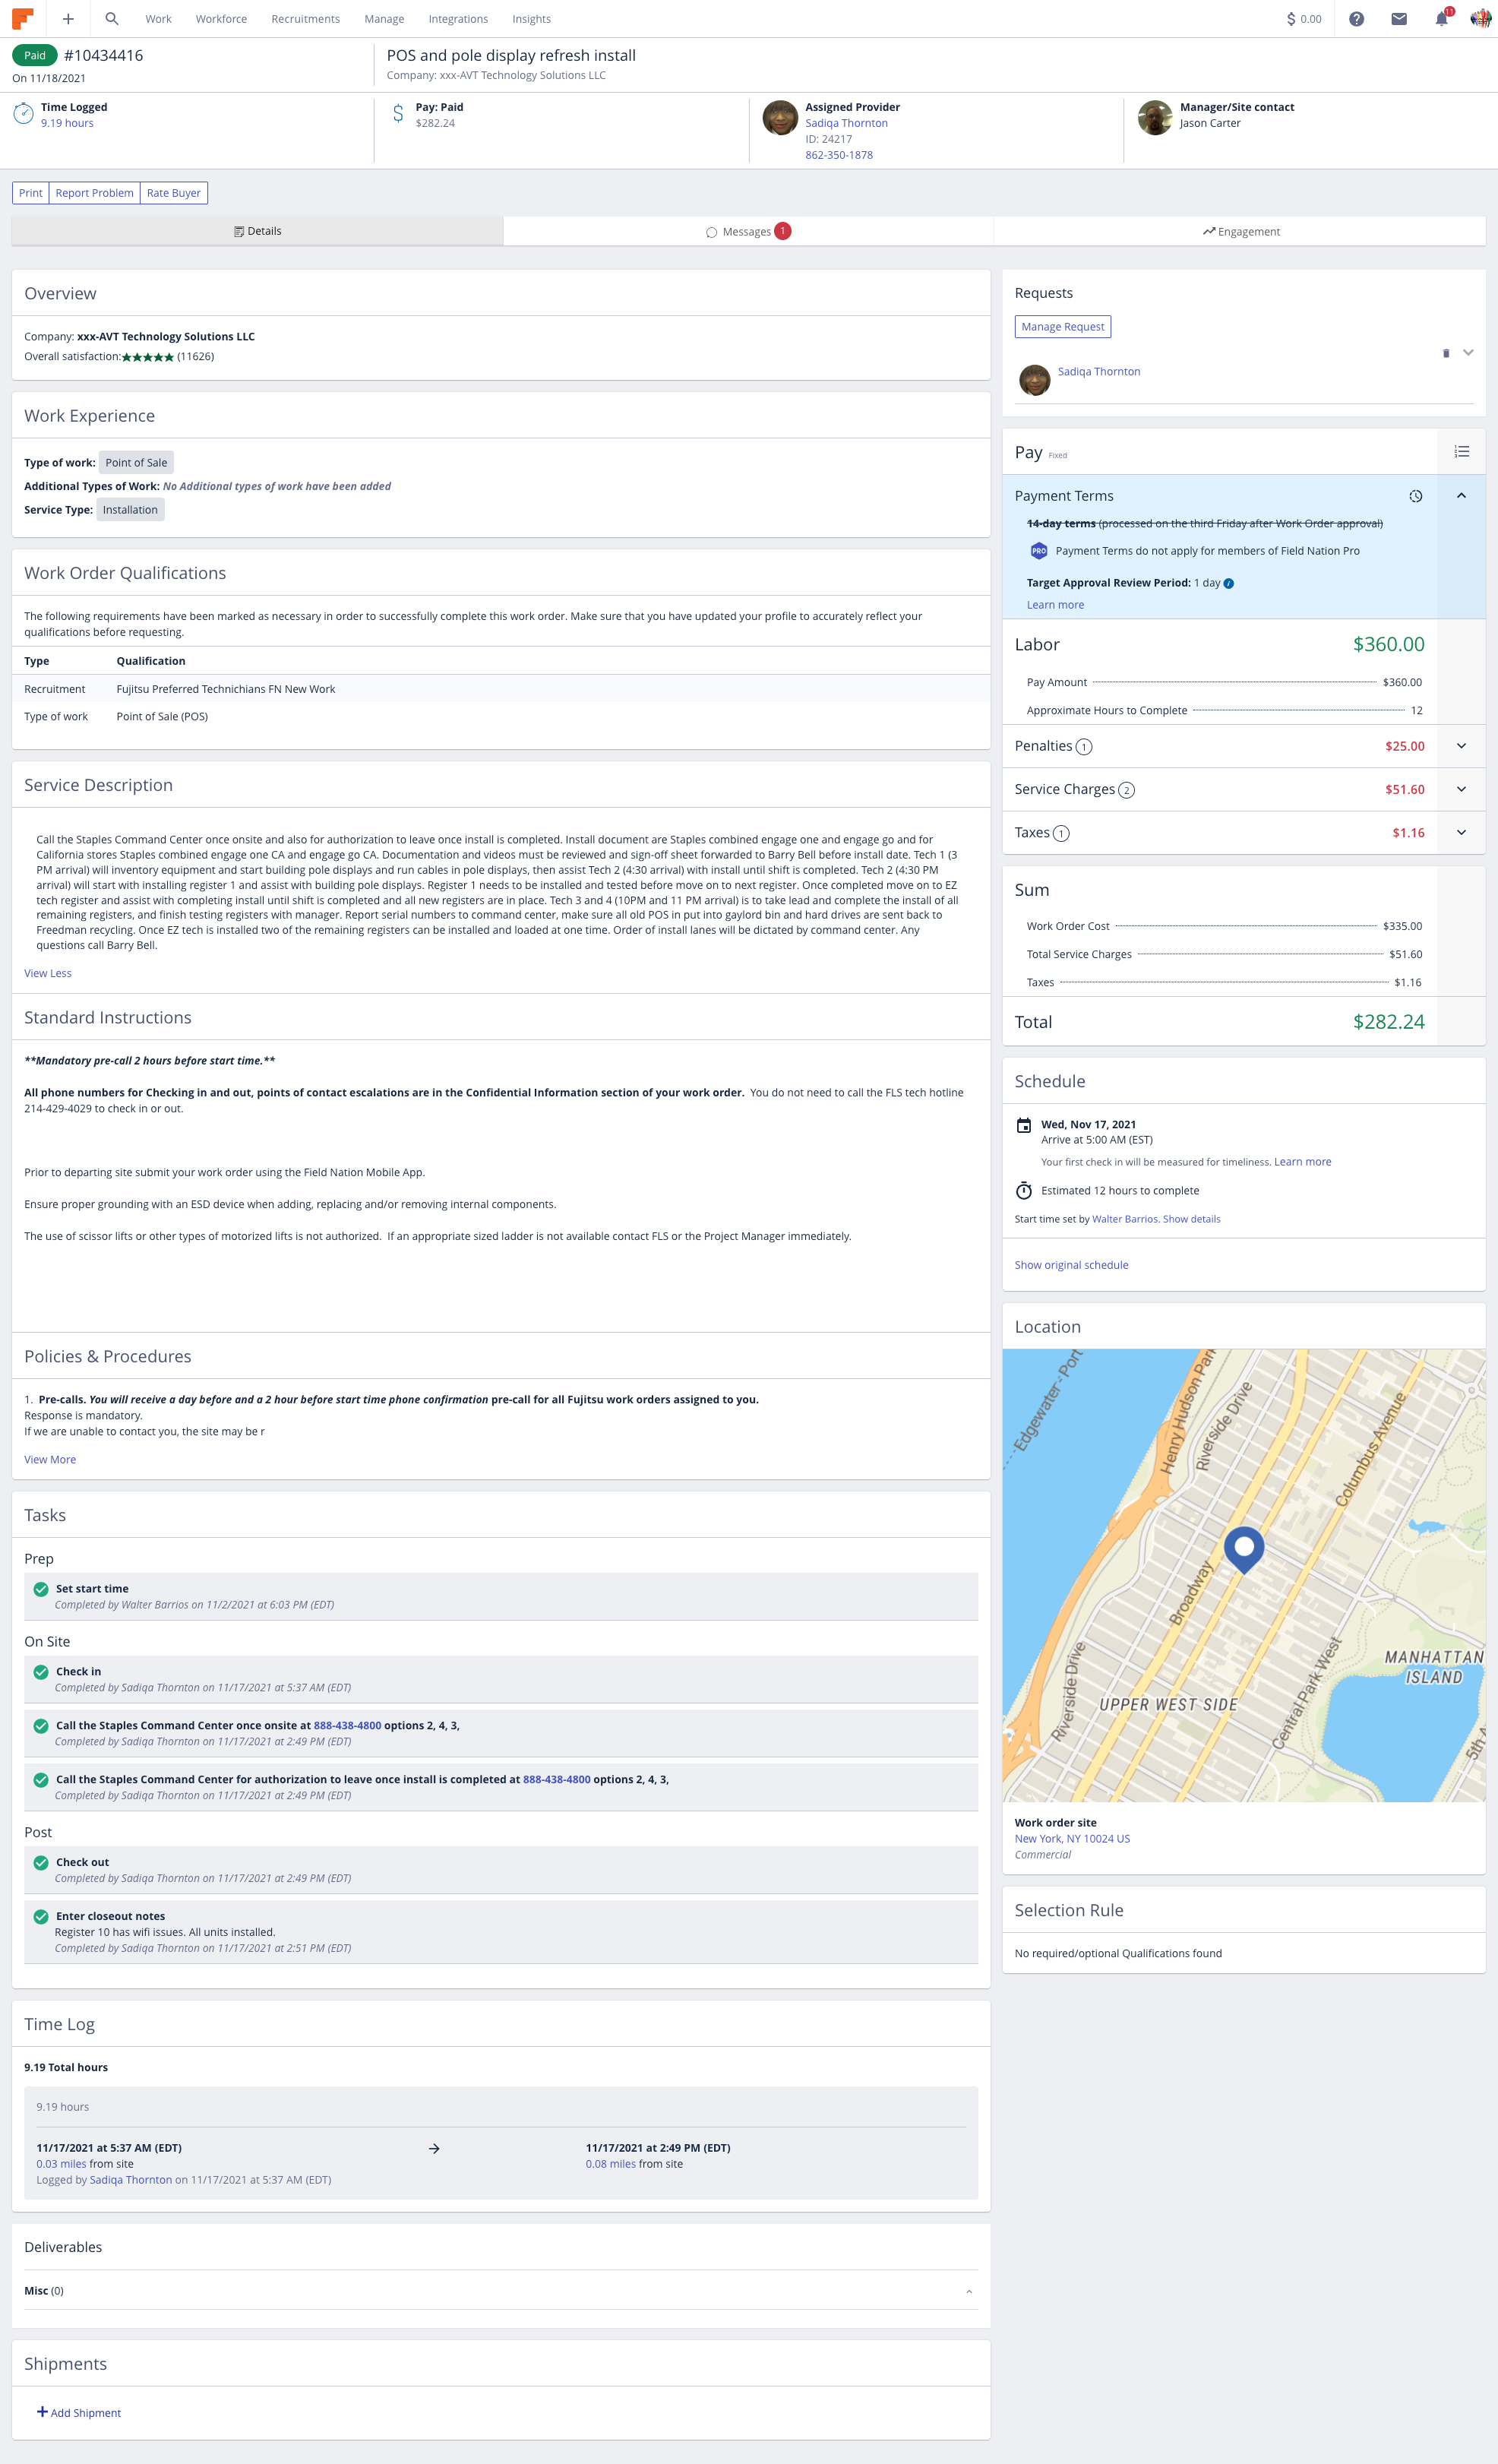 Work Workforce Recruitments Manage Integrations Insights $ 0.00 11
Paid #10434416
On 11/18/2021
POS and pole display refresh install
Company: xxx-AVT Technology Solutions LLC
Time Logged
9.19 hours
Pay: Paid
$282.24
Assigned Provider
Sadiqa Thornton
ID: 24217
862-350-1878
Manager/Site contact
Jason Carter
Print Report Problem Rate Buyer
Details Messages 1 Engagement
Overview
Company: xxx-AVT Technology Solutions LLC
Overall satisfaction:★★★★★ (11626)
Work Experience
Type of work: Point of Sale
Additional Types of Work: No Additional types of work have been added
Service Type: Installation
Work Order Qualifications
The following requirements have been marked as necessary in order to successfully complete this work order. Make sure that you have updated your profile to accurately reflect your
qualifications before requesting.
Type Qualification
Recruitment Fujitsu Preferred Technichians FN New Work
Type of work Point of Sale (POS)
Service Description
Call the Staples Command Center once onsite and also for authorization to leave once install is completed. Install document are Staples combined engage one and engage go and for
California stores Staples combined engage one CA and engage go CA. Documentation and videos must be reviewed and sign-off sheet forwarded to Barry Bell before install date. Tech 1 (3
PM arrival) will inventory equipment and start building pole displays and run cables in pole displays, then assist Tech 2 (4:30 arrival) with install until shift is completed. Tech 2 (4:30 PM
arrival) will start with installing register 1 and assist with building pole displays. Register 1 needs to be installed and tested before move on to next register. Once completed move on to EZ
tech register and assist with completing install until shift is completed and all new registers are in place. Tech 3 and 4 (10PM and 11 PM arrival) is to take lead and complete the install of all
remaining registers, and finish testing registers with manager. Report serial numbers to command center, make sure all old POS in put into gaylord bin and hard drives are sent back to
Freedman recycling. Once EZ tech is installed two of the remaining registers can be installed and loaded at one time. Order of install lanes will be dictated by command center. Any
questions call Barry Bell.
View Less
Standard Instructions
**Mandatory pre-call 2 hours before start time.**
All phone numbers for Checking in and out, points of contact escalations are in the Confidential Information section of your work order. You do not need to call the FLS tech hotline
214-429-4029 to check in or out.
Prior to departing site submit your work order using the Field Nation Mobile App.
Ensure proper grounding with an ESD device when adding, replacing and/or removing internal components.
The use of scissor lifts or other types of motorized lifts is not authorized. If an appropriate sized ladder is not available contact FLS or the Project Manager immediately.
Policies & Procedures
1. Pre-calls. You will receive a day before and a 2 hour before start time phone confirmation pre-call for all Fujitsu work orders assigned to you.
Response is mandatory.
If we are unable to contact you, the site may be r
View More
Tasks
Prep
Set start time
Completed by Walter Barrios on 11/2/2021 at 6:03 PM (EDT)
On Site
Check in
Completed by Sadiqa Thornton on 11/17/2021 at 5:37 AM (EDT)
Call the Staples Command Center once onsite at 888-438-4800 options 2, 4, 3,
Completed by Sadiqa Thornton on 11/17/2021 at 2:49 PM (EDT)
Call the Staples Command Center for authorization to leave once install is completed at 888-438-4800 options 2, 4, 3,
Completed by Sadiqa Thornton on 11/17/2021 at 2:49 PM (EDT)
Post
Check out
Completed by Sadiqa Thornton on 11/17/2021 at 2:49 PM (EDT)
Enter closeout notes
Register 10 has wifi issues. All units installed.
Completed by Sadiqa Thornton on 11/17/2021 at 2:51 PM (EDT)
Time Log
9.19 Total hours
9.19 hours
11/17/2021 at 5:37 AM (EDT) → 11/17/2021 at 2:49 PM (EDT)
0.03 miles from site 0.08 miles from site
Logged by Sadiqa Thornton on 11/17/2021 at 5:37 AM (EDT)
Deliverables
Misc (0)
Shipments
+ Add Shipment
Requests
Manage Request
Sadiqa Thornton
Pay Fixed
Payment Terms
14-day terms (processed on the third Friday after Work Order approval)
PRO Payment Terms do not apply for members of Field Nation Pro
Target Approval Review Period: 1 day
Learn more
Labor $360.00
Pay Amount $360.00
Approximate Hours to Complete 12
Penalties 1 $25.00
Service Charges 2 $51.60
Taxes 1 $1.16
Sum
Work Order Cost $335.00
Total Service Charges $51.60
Taxes $1.16
Total $282.24
Schedule
Wed, Nov 17, 2021
Arrive at 5:00 AM (EST)
Your first check in will be measured for timeliness. Learn more
Estimated 12 hours to complete
Start time set by Walter Barrios. Show details
Show original schedule
Location
Edgewater - Port
Henry Hudson Park
Riverside Drive
Columbus Avenue
Broadway
MANHATTAN
ISLAND
UPPER WEST SIDE
Riverside Drive
Central Park West
5th A
Work order site
New York, NY 10024 US
Commercial
Selection Rule
No required/optional Qualifications found